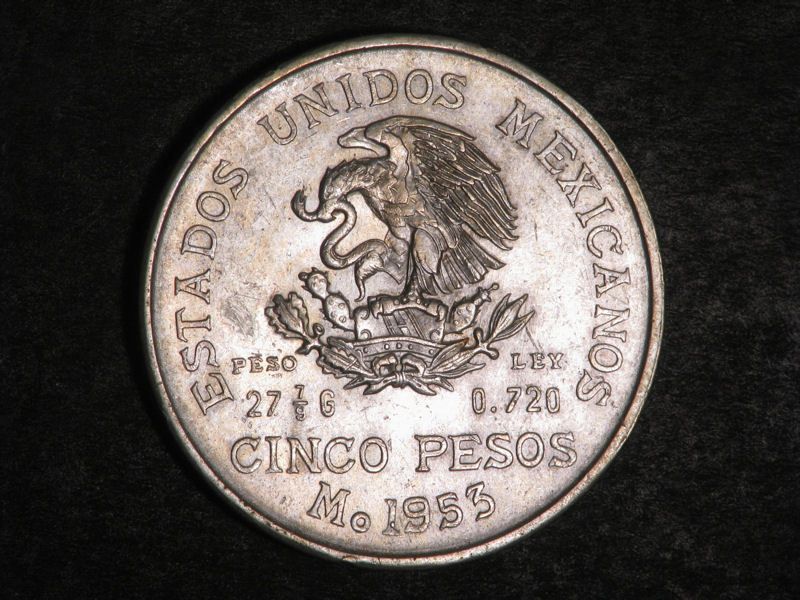 ESTADOS UNIDOS MEXICANOS
PESO LEY
27 7/9 G 0.720
CINCO PESOS
Mo 1953